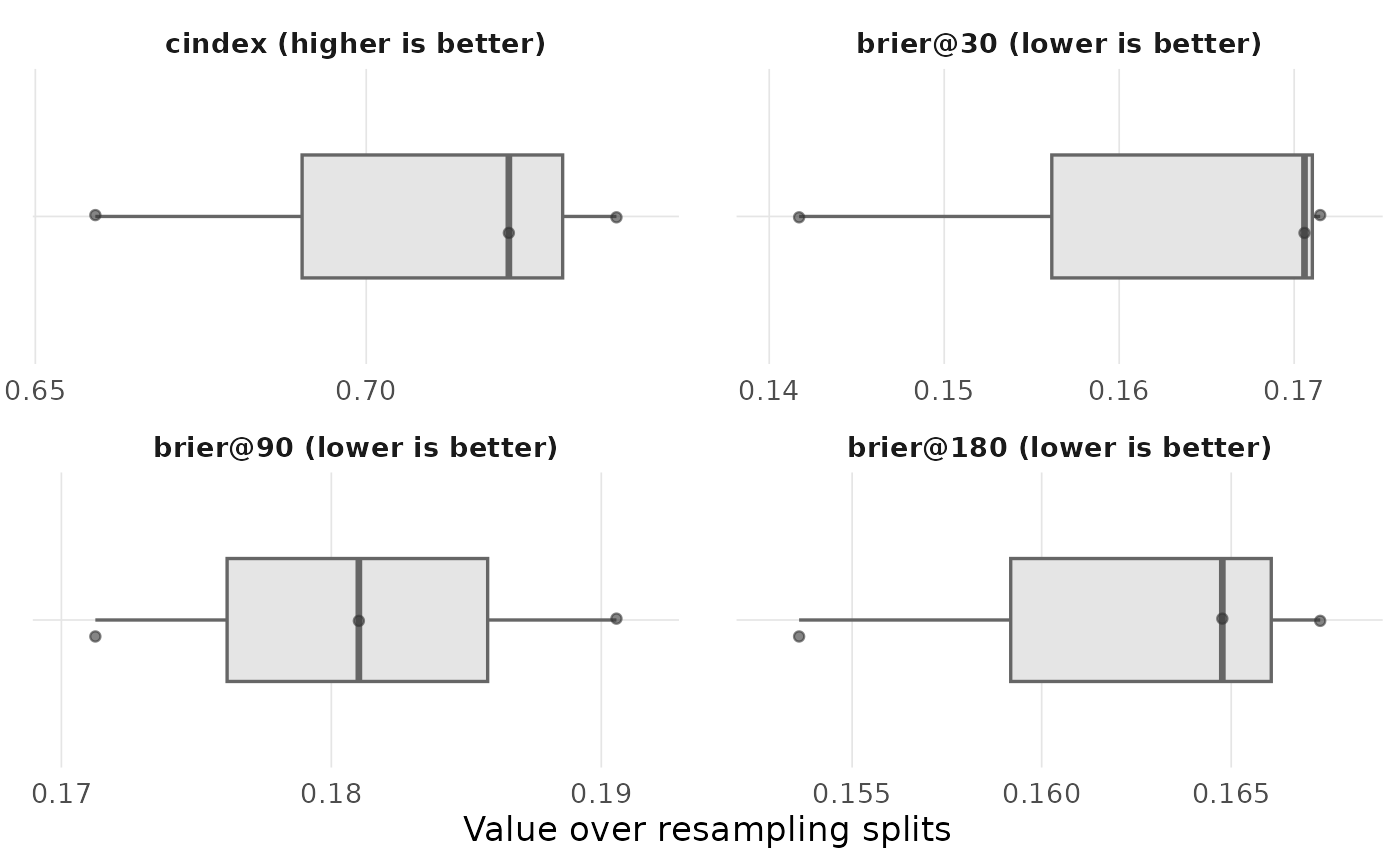 cindex (higher is better)
brier@30 (lower is better)
0.65 0.70
0.14 0.15 0.16 0.17
brier@90 (lower is better)
brier@180 (lower is better)
0.17 0.18 0.19
0.155 0.160 0.165
Value over resampling splits